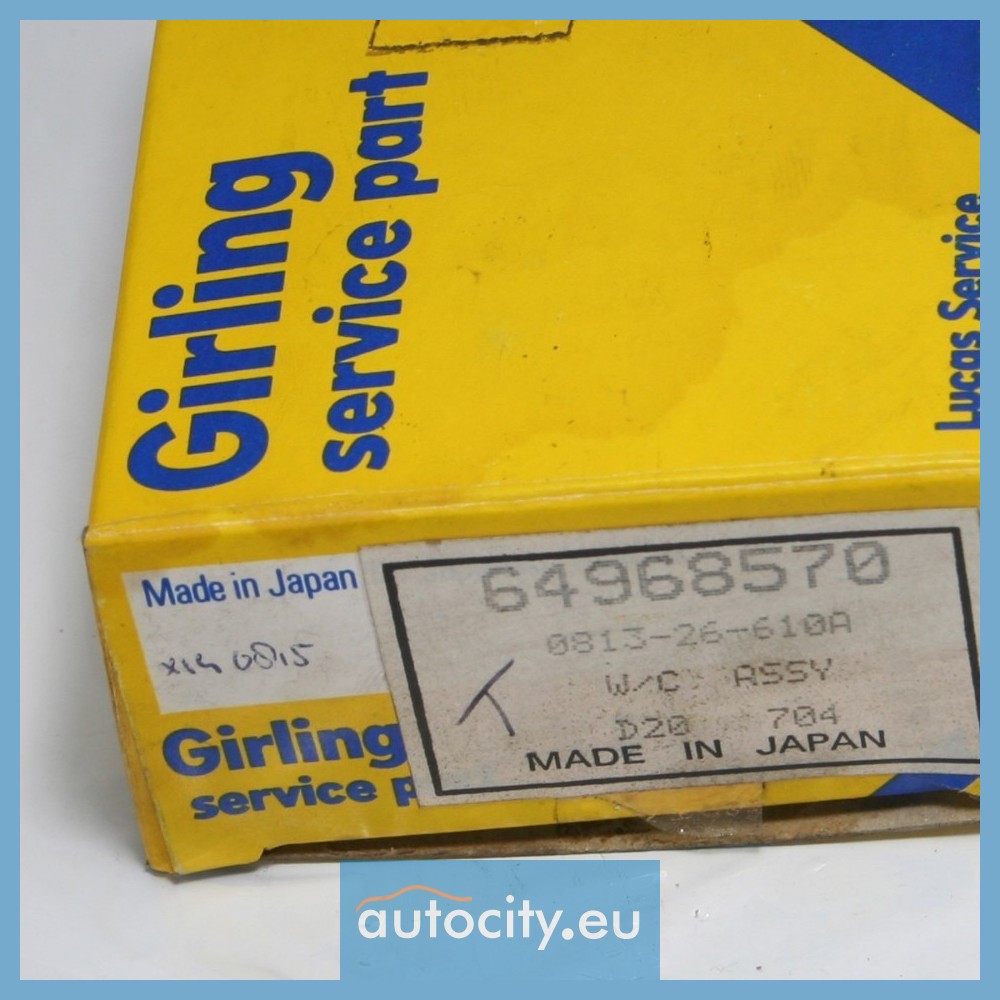 Girling
service part
Lucas Service
Made in Japan
0815
64968570
0813-26-610A
W/C ASSY
D20 704
MADE IN JAPAN
Girling
service p
autocity.eu